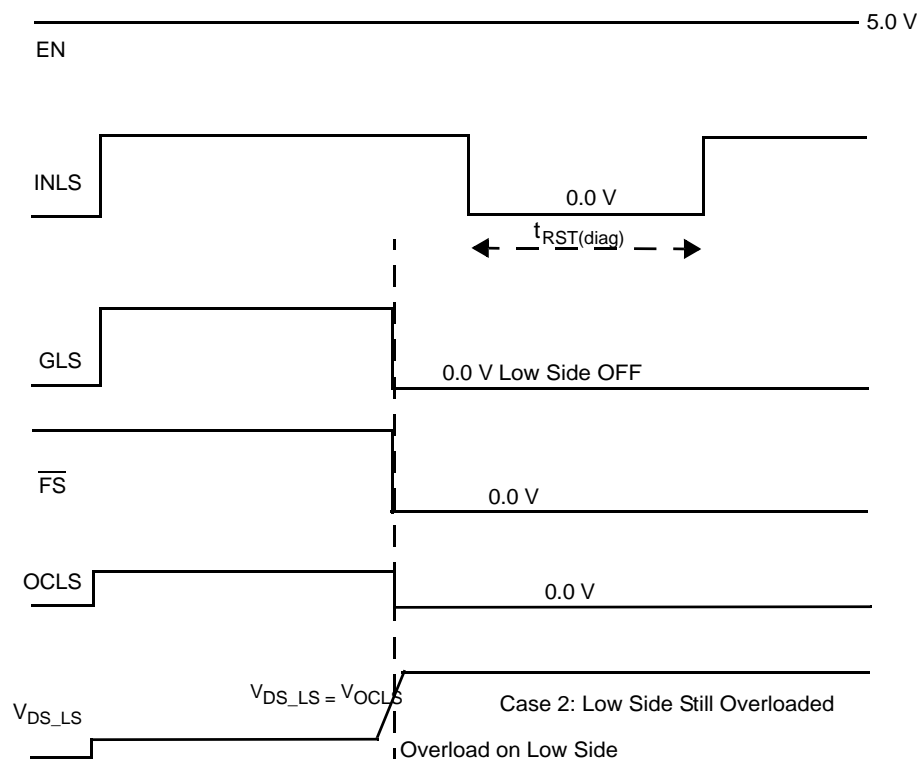 5.0 V
EN
INLS
0.0 V
tRST(diag)
GLS
0.0 V Low Side OFF
F̅S̅
0.0 V
OCLS
0.0 V
VDS_LS = VOCLS
Case 2: Low Side Still Overloaded
VDS_LS
Overload on Low Side